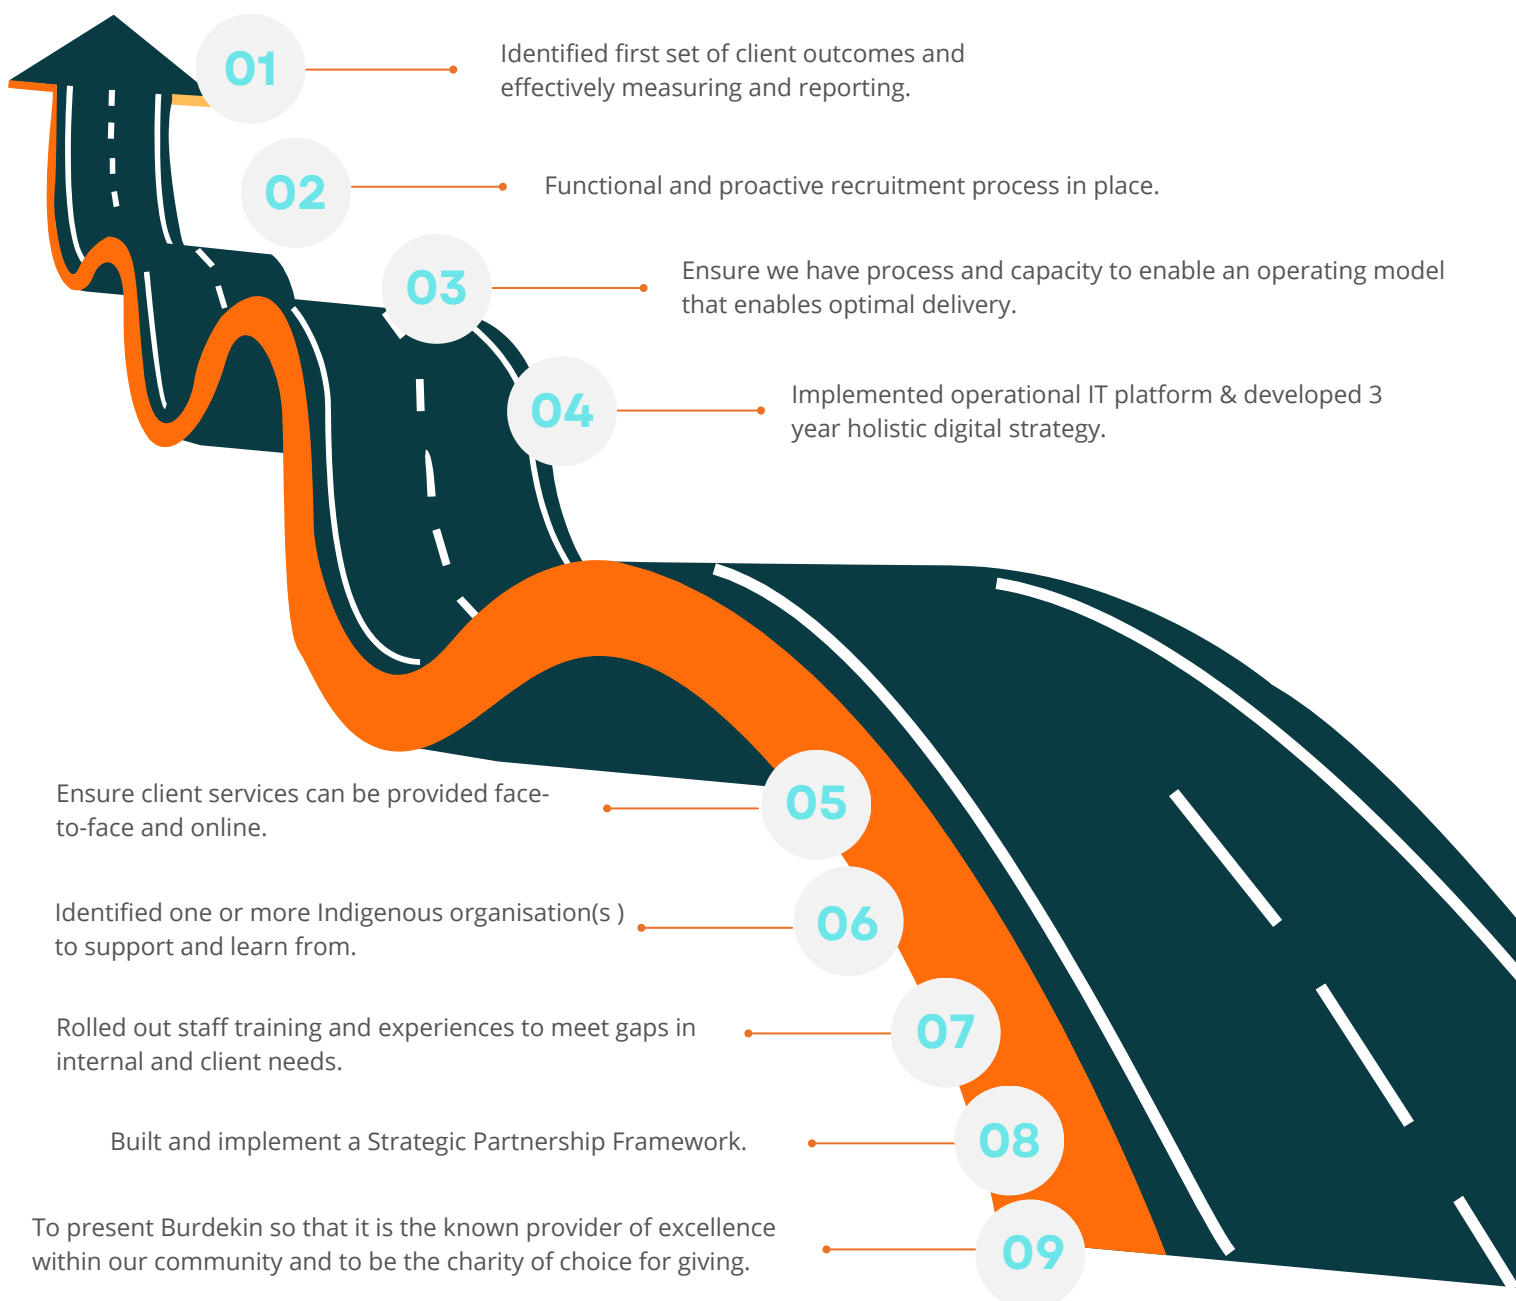 01
Identified first set of client outcomes and
effectively measuring and reporting.
02
Functional and proactive recruitment process in place.
03
Ensure we have process and capacity to enable an operating model
that enables optimal delivery.
04
Implemented operational IT platform & developed 3
year holistic digital strategy.
Ensure client services can be provided face-
to-face and online.
05
Identified one or more Indigenous organisation(s )
to support and learn from.
06
Rolled out staff training and experiences to meet gaps in
internal and client needs.
07
Built and implement a Strategic Partnership Framework.
08
To present Burdekin so that it is the known provider of excellence
within our community and to be the charity of choice for giving.
09